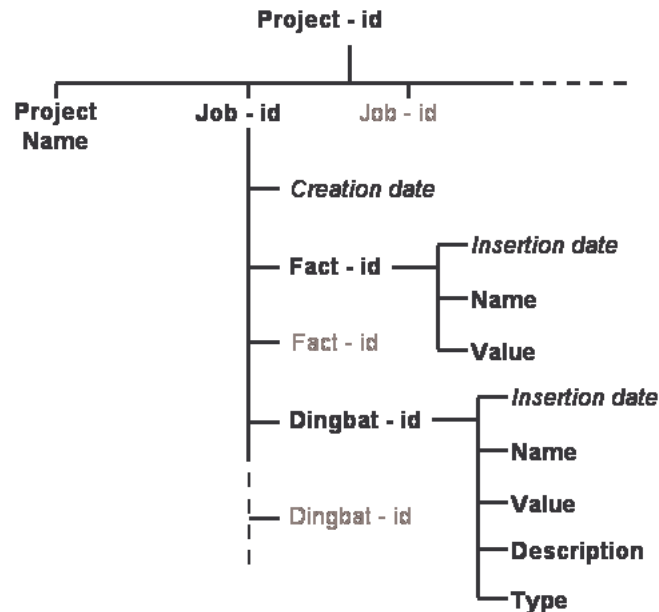 Project - id
Project
Name
Job - id
Job - id
Creation date
Fact - id
Insertion date
Name
Value
Fact - id
Dingbat - id
Insertion date
Name
Value
Description
Type
Dingbat - id